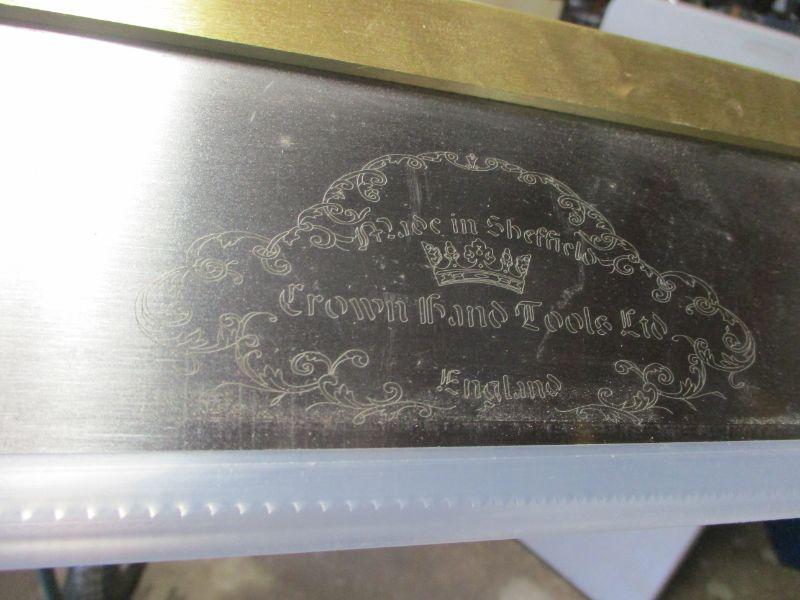 Made in Sheffield
Crown Hand Tools Ltd
England